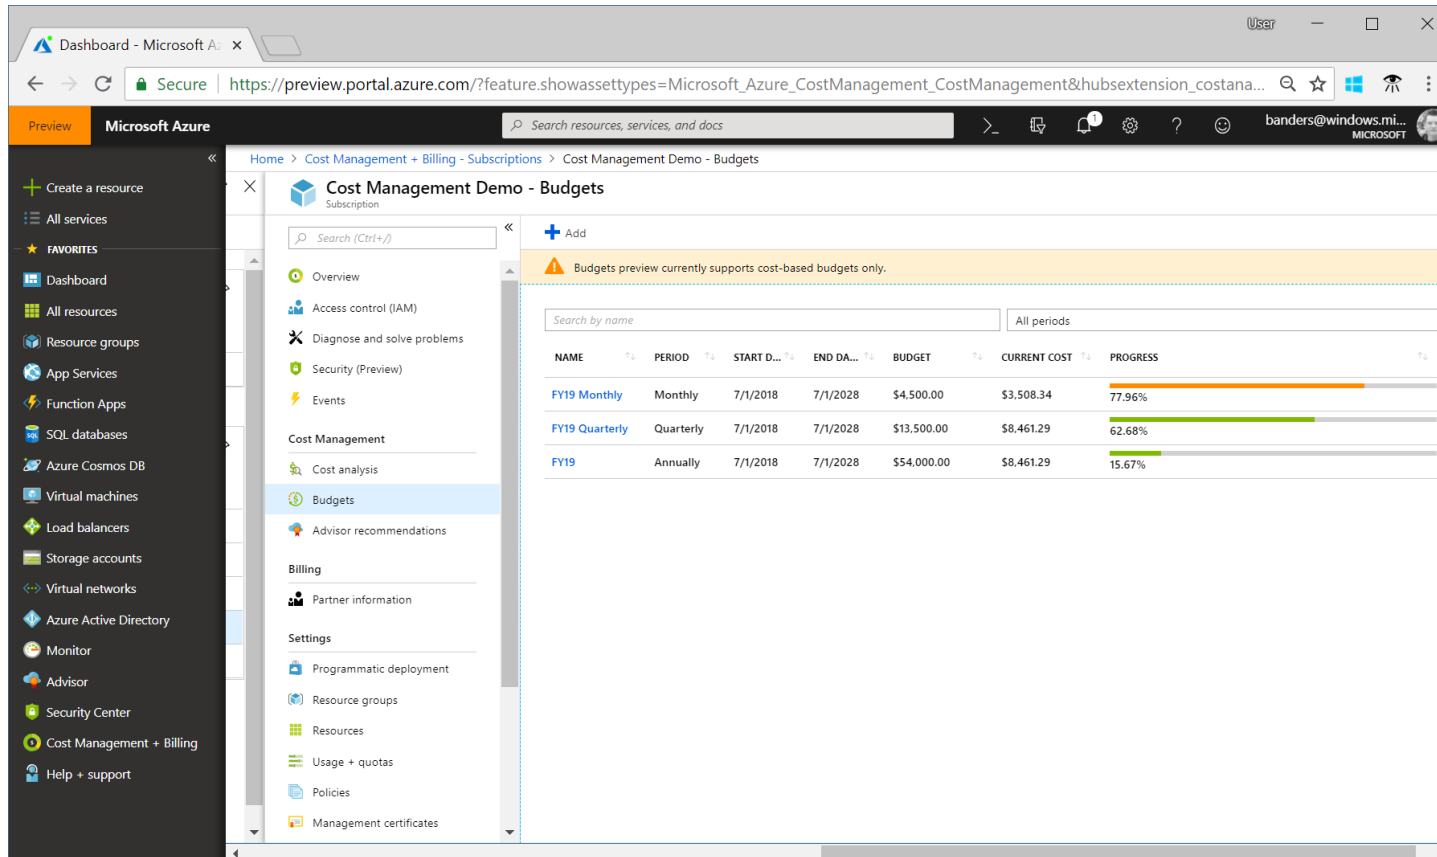 User
Dashboard - Microsoft Az
Secure
https://preview.portal.azure.com/?feature.showassettypes=Microsoft_Azure_CostManagement_CostManagement&hubsextension_costana...
Preview
Microsoft Azure
Search resources, services, and docs
1
banders@windows.mi...
MICROSOFT
Home > Cost Management + Billing - Subscriptions > Cost Management Demo - Budgets
Create a resource
All services
FAVORITES
Dashboard
All resources
Resource groups
App Services
Function Apps
SQL databases
Azure Cosmos DB
Virtual machines
Load balancers
Storage accounts
Virtual networks
Azure Active Directory
Monitor
Advisor
Security Center
Cost Management + Billing
Help + support
Cost Management Demo - Budgets
Subscription
Search (Ctrl+/)
Overview
Access control (IAM)
Diagnose and solve problems
Security (Preview)
Events
Cost Management
Cost analysis
Budgets
Advisor recommendations
Billing
Partner information
Settings
Programmatic deployment
Resource groups
Resources
Usage + quotas
Policies
Management certificates
Add
Budgets preview currently supports cost-based budgets only.
Search by name
All periods
NAME PERIOD START D... END DA... BUDGET CURRENT COST PROGRESS
FY19 Monthly Monthly 7/1/2018 7/1/2028 $4,500.00 $3,508.34 77.96%
FY19 Quarterly Quarterly 7/1/2018 7/1/2028 $13,500.00 $8,461.29 62.68%
FY19 Annually 7/1/2018 7/1/2028 $54,000.00 $8,461.29 15.67%